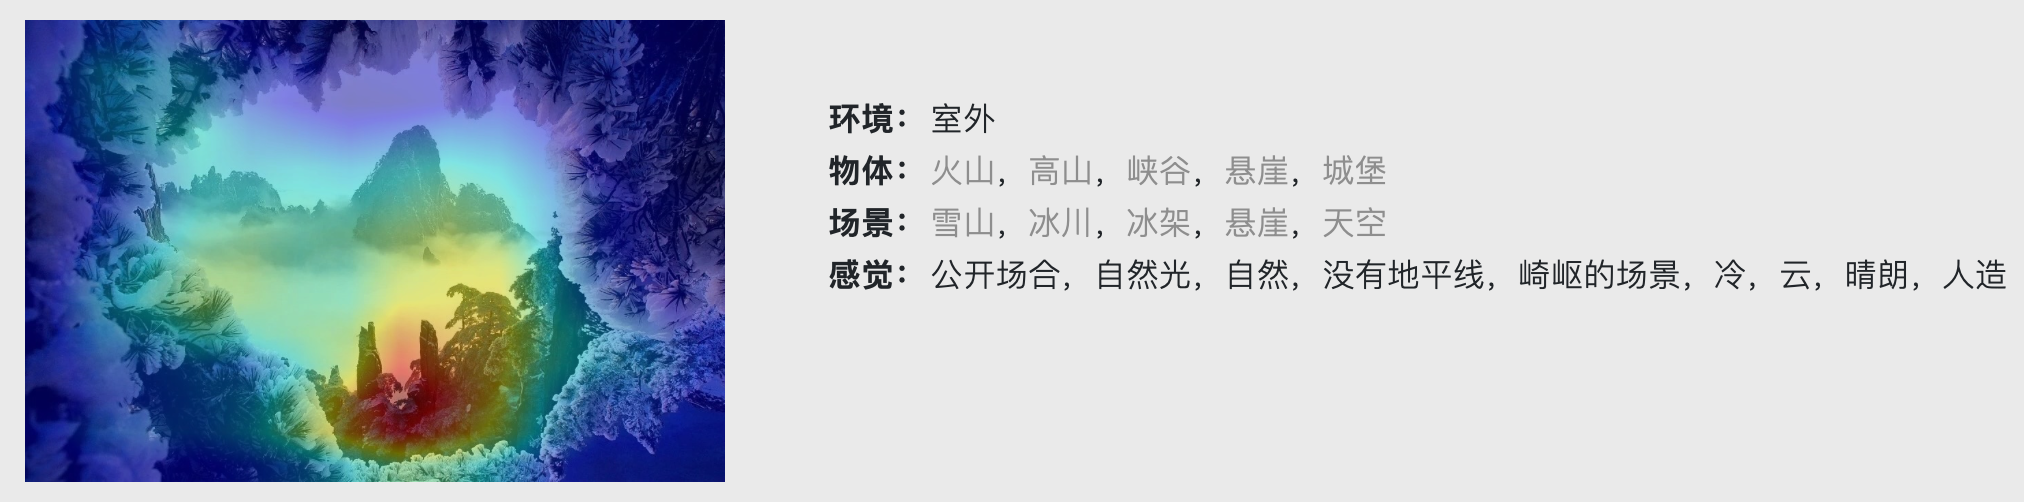 环境：室外
物体：火山，高山，峡谷，悬崖，城堡
场景：雪山，冰川，冰架，悬崖，天空
感觉：公开场合，自然光，自然，没有地平线，崎岖的场景，冷，云，晴朗，人造